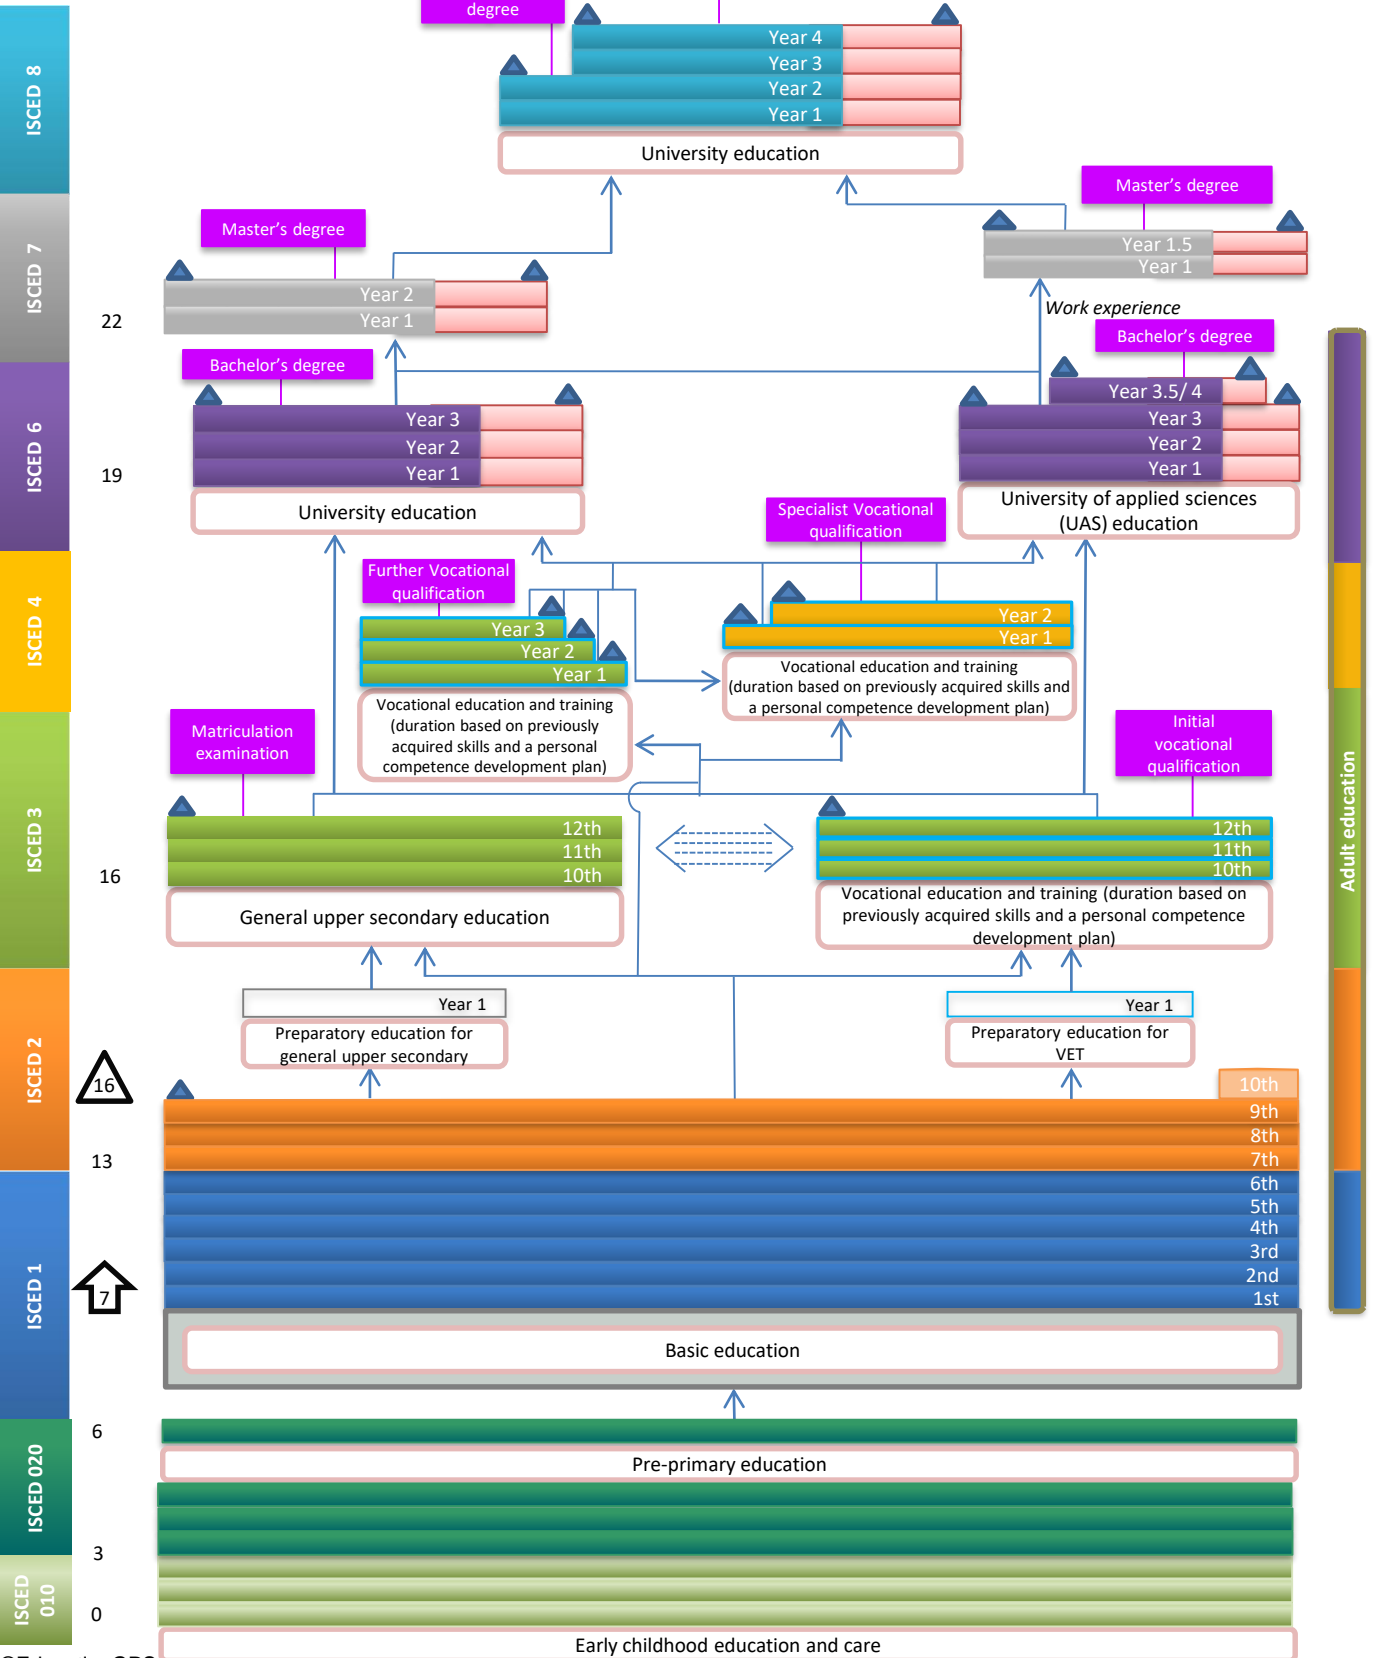 degree
Year 4
Year 3
Year 2
Year 1
ISCED 8
University education
Master's degree
Master's degree
Year 1.5
Year 1
ISCED 7
Year 2
Year 1
22
Work experience
Bachelor's degree
Bachelor's degree
Year 3.5/ 4
Year 3
Year 2
Year 1
ISCED 6
19
Year 3
Year 2
Year 1
University education
University of applied sciences
(UAS) education
Specialist Vocational
qualification
Further Vocational
qualification
ISCED 4
Year 3
Year 2
Year 1
Year 2
Year 1
Vocational education and training
(duration based on previously acquired skills and
a personal competence development plan)
Vocational education and training
(duration based on previously
acquired skills and a personal
competence development plan)
Matriculation
examination
Initial
vocational
qualification
ISCED 3
16
12th
11th
10th
12th
11th
10th
Adult education
General upper secondary education
Vocational education and training (duration based on
previously acquired skills and a personal competence
development plan)
Year 1
Preparatory education for
general upper secondary
Year 1
Preparatory education for
VET
ISCED 2
16
13
10th
9th
8th
7th
6th
5th
4th
3rd
2nd
1st
ISCED 1
7
Basic education
6
Pre-primary education
ISCED 020
3
ISCED
010
0
Early childhood education and care